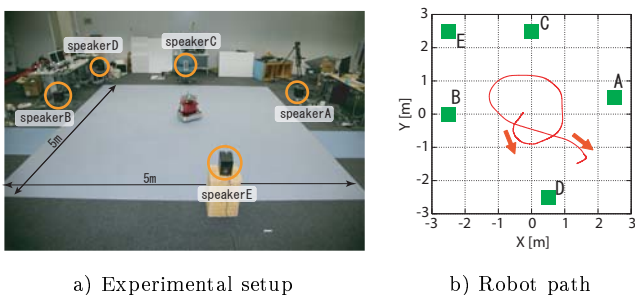 speakerD
speakerC
speakerB
speakerA
5m
5m
speakerE
a) Experimental setup
3
2
1
0
-1
-2
-3
Y [m]
E
C
A
B
D
-3
-2
-1
0
1
2
3
X [m]
b) Robot path